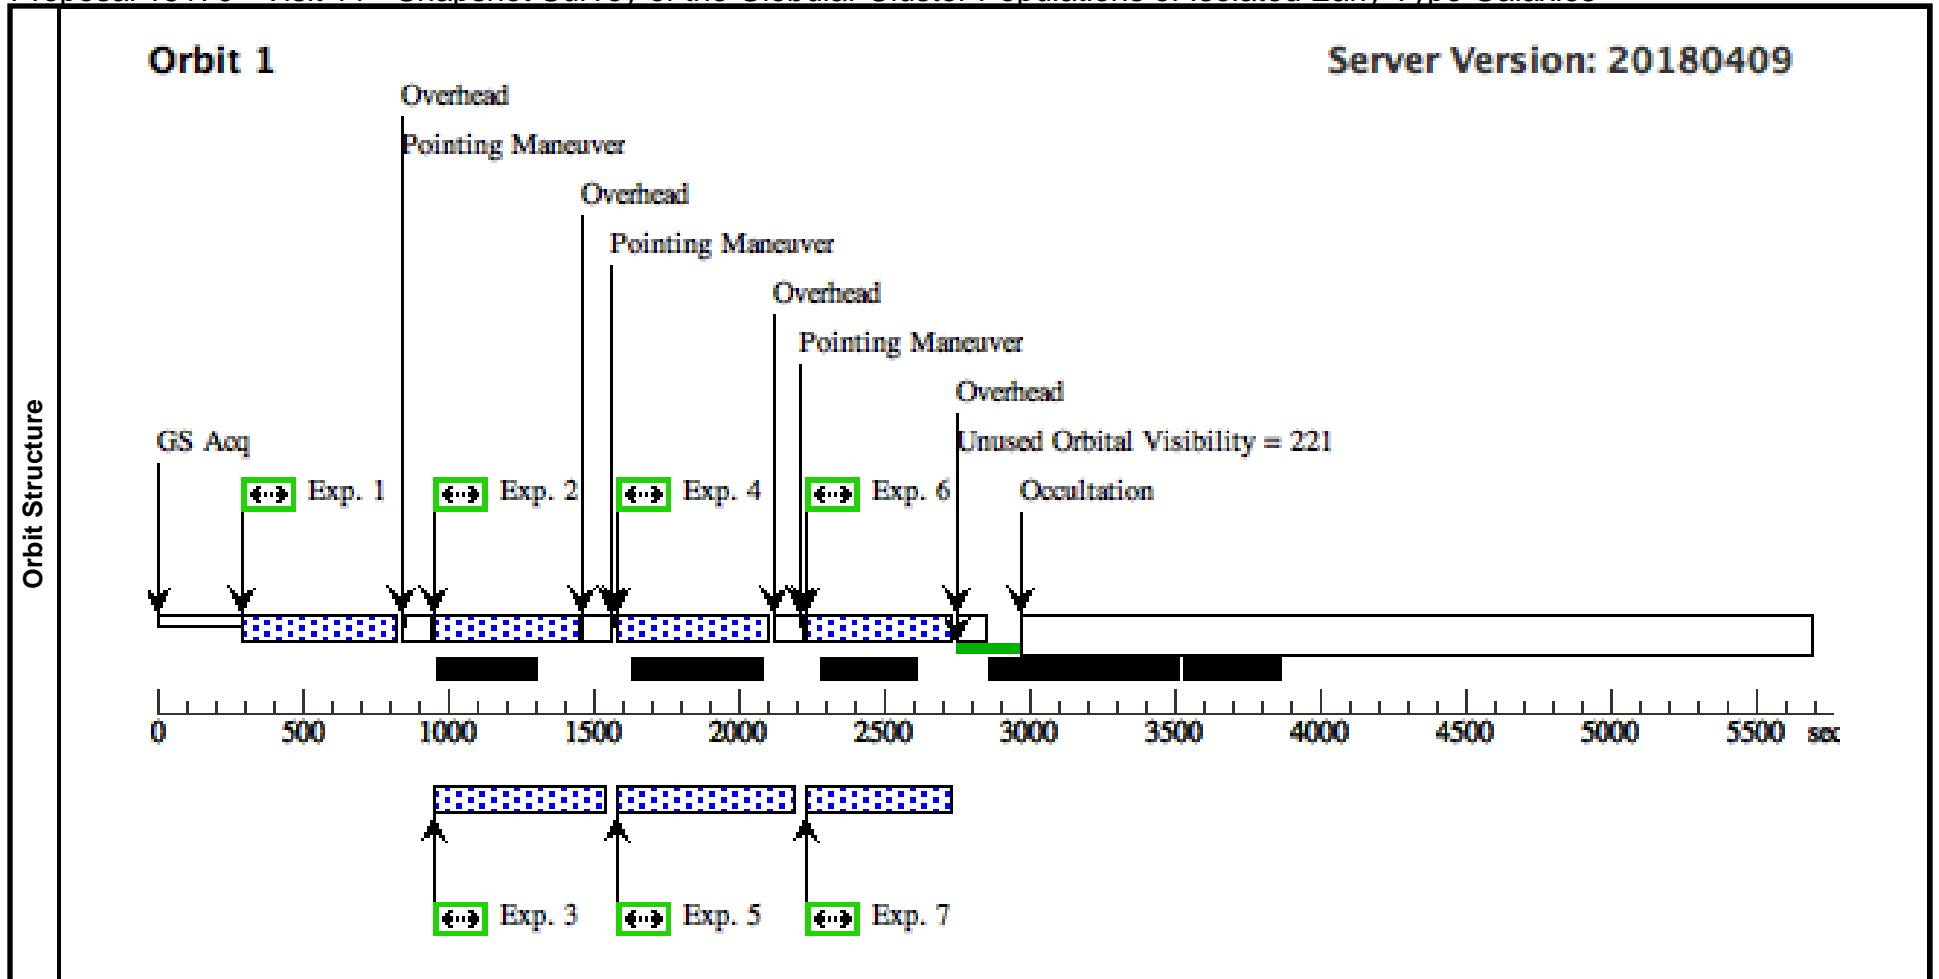 Orbit 1
Server Version: 20180409
Overhead
Pointing Maneuver
Overhead
Pointing Maneuver
Overhead
Pointing Maneuver
Overhead
GS Acq
Unused Orbital Visibility = 221
Exp. 1
Exp. 2
Exp. 4
Exp. 6
Occultation
Orbit Structure
0 500 1000 1500 2000 2500 3000 3500 4000 4500 5000 5500 sec
Exp. 3
Exp. 5
Exp. 7